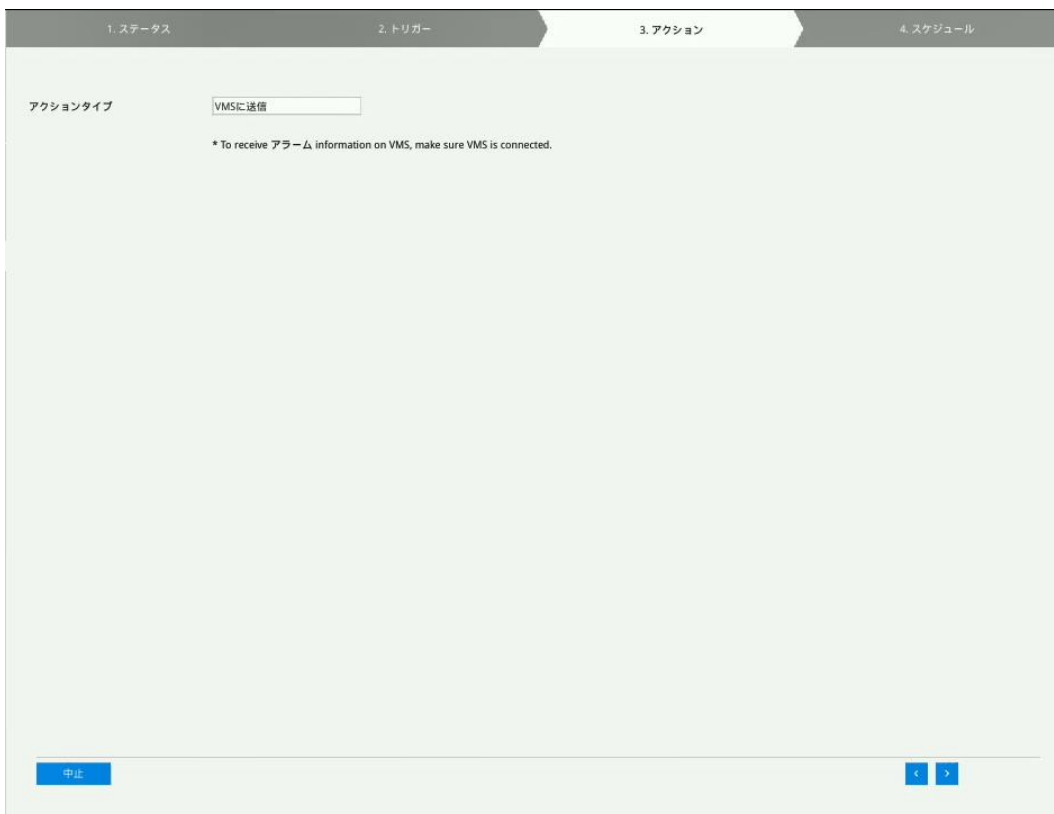 1. ステータス
2. トリガー
3. アクション
4. スケジュール
アクションタイプ
VMSに送信
* To receive アラーム information on VMS, make sure VMS is connected.
中止
< >